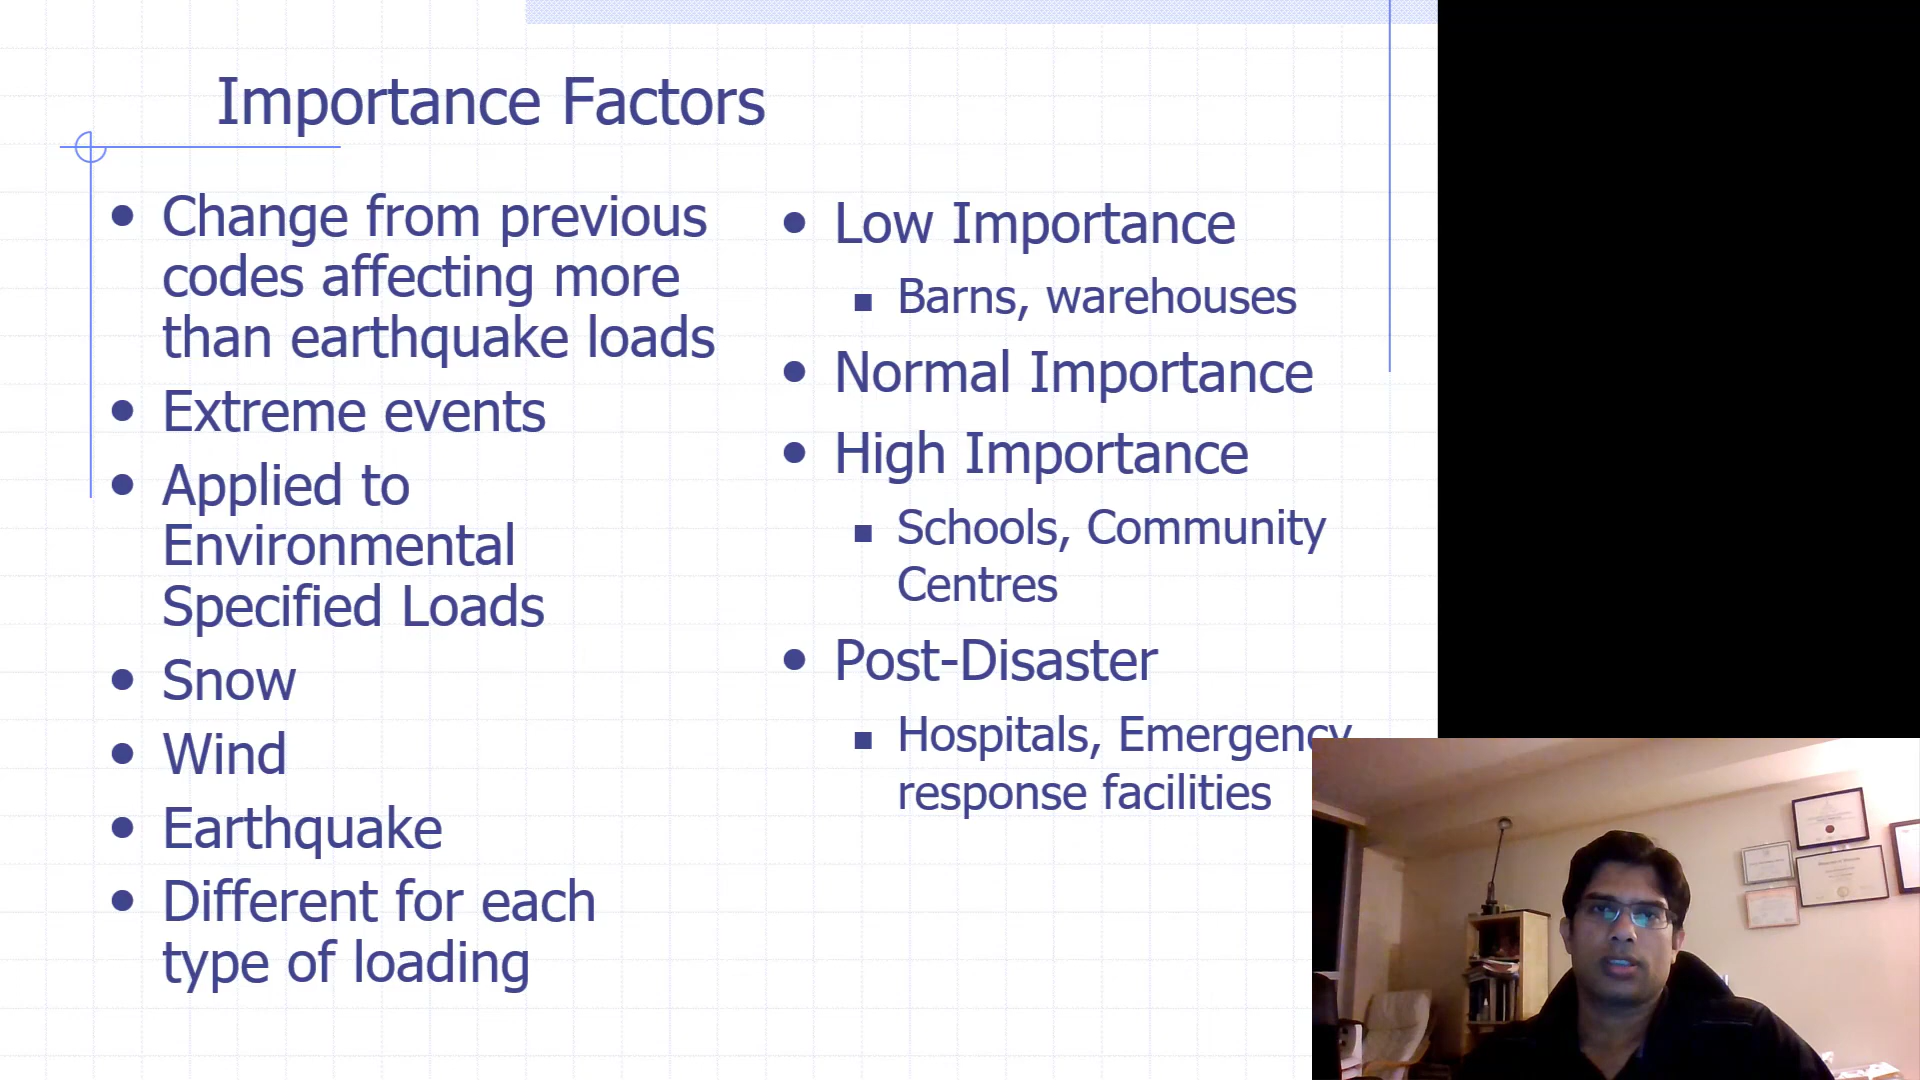 Importance Factors
Change from previous
codes affecting more
than earthquake loads
Extreme events
Applied to
Environmental
Specified Loads
Snow
Wind
Earthquake
Different for each
type of loading
Low Importance
Barns, warehouses
Normal Importance
High Importance
Schools, Community
Centres
Post-Disaster
Hospitals, Emergency
response facilities